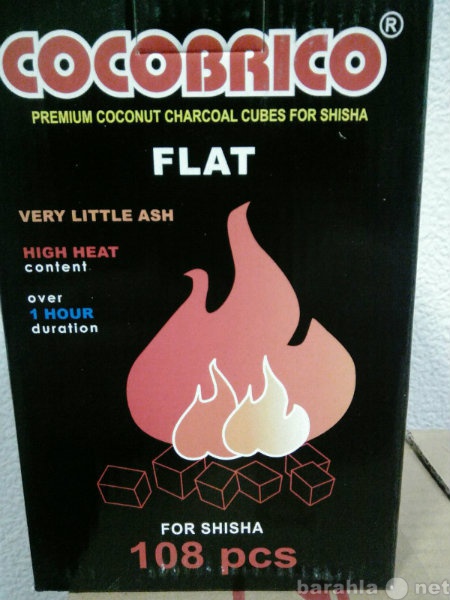 COCOBRICO®
PREMIUM COCONUT CHARCOAL CUBES FOR SHISHA
FLAT
VERY LITTLE ASH
HIGH HEAT
content
over
1 HOUR
duration
FOR SHISHA
108 pcs
barahla.net